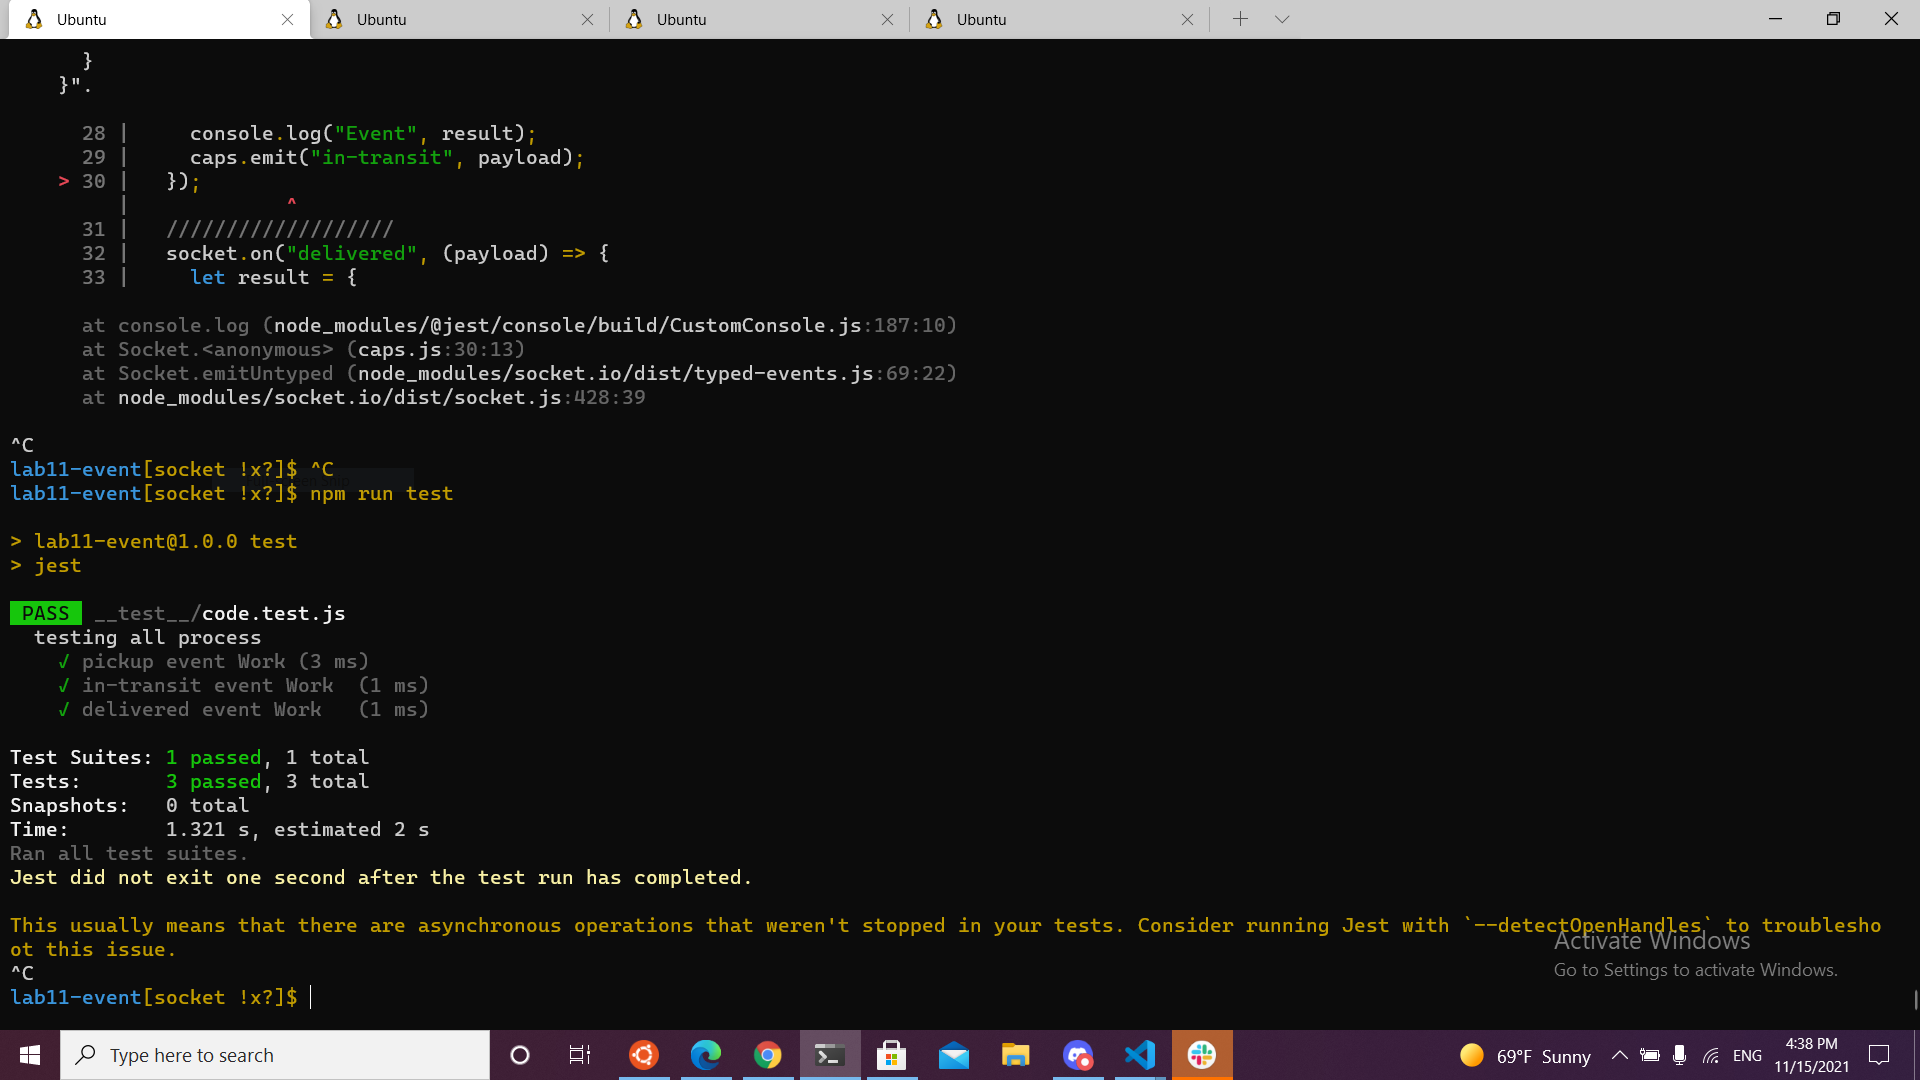 Ubuntu
Ubuntu
Ubuntu
Ubuntu
}
}".
28 |     console.log("Event", result);
29 |     caps.emit("in-transit", payload);
> 30 |   });
|             ^
31 |   ///////////////////
32 |   socket.on("delivered", (payload) => {
33 |     let result = {
at console.log (node_modules/@jest/console/build/CustomConsole.js:187:10)
at Socket.<anonymous> (caps.js:30:13)
at Socket.emitUntyped (node_modules/socket.io/dist/typed-events.js:69:22)
at node_modules/socket.io/dist/socket.js:428:39
^C
lab11-event[socket !x?]$ ^C
lab11-event[socket !x?]$ npm run test
> lab11-event@1.0.0 test
> jest
PASS __test__/code.test.js
testing all process
√ pickup event Work (3 ms)
√ in-transit event Work  (1 ms)
√ delivered event Work   (1 ms)
Test Suites: 1 passed, 1 total
Tests:       3 passed, 3 total
Snapshots:   0 total
Time:        1.321 s, estimated 2 s
Ran all test suites.
Jest did not exit one second after the test run has completed.
This usually means that there are asynchronous operations that weren't stopped in your tests. Consider running Jest with `--detectOpenHandles` to troublesho
ot this issue.
^C
lab11-event[socket !x?]$
Activate Windows
Go to Settings to activate Windows.
Type here to search
69°F Sunny
ENG
4:38 PM
11/15/2021